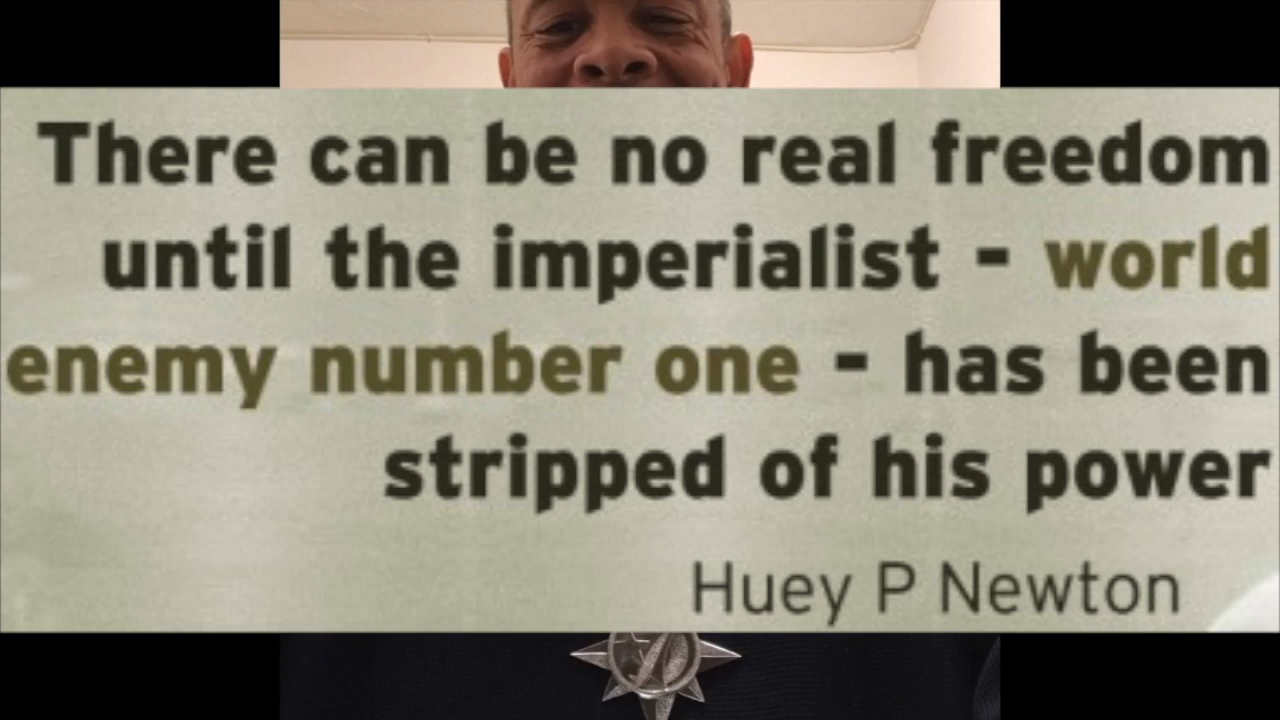 There can be no real freedom
until the imperialist - world
enemy number one - has been
stripped of his power
Huey P Newton